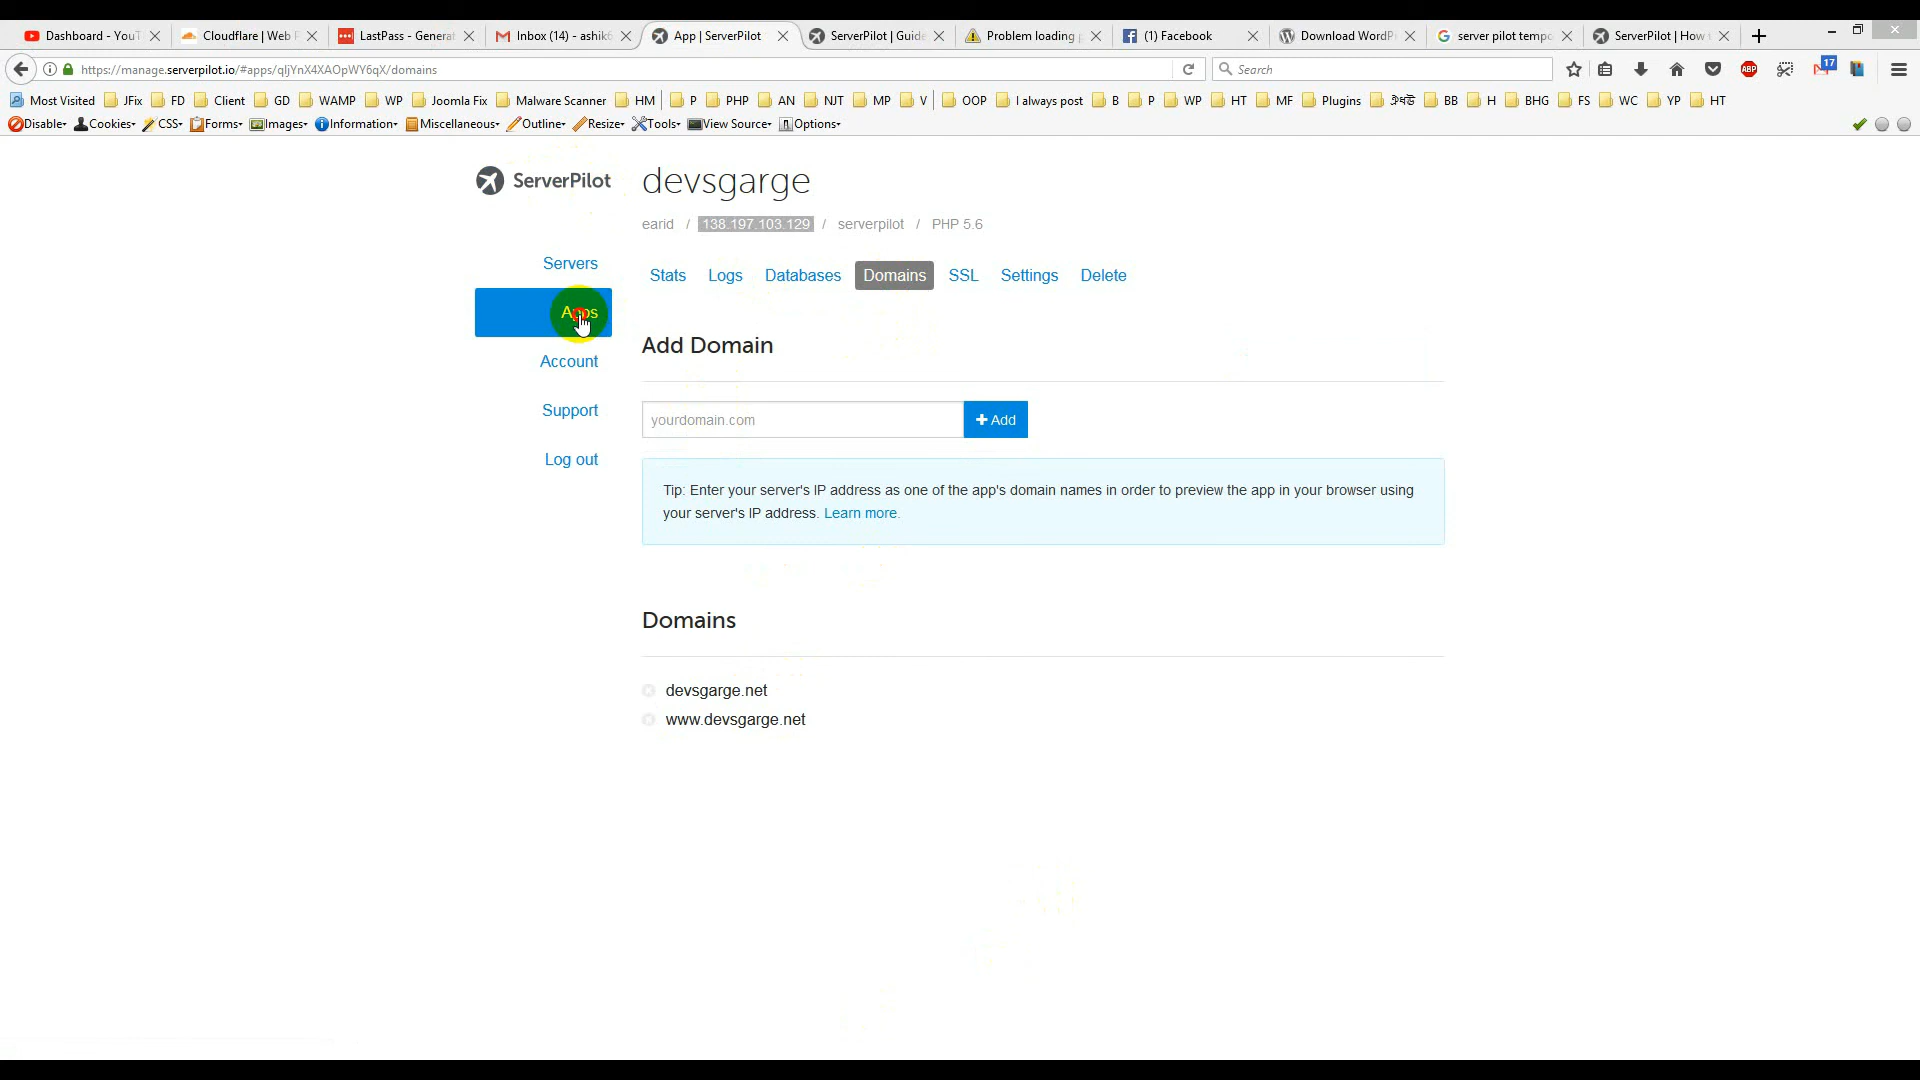 Dashboard - YouT
Cloudflare | Web P
LastPass - Generat
Inbox (14) - ashik6
App | ServerPilot
ServerPilot | Guide
Problem loading p
(1) Facebook
Download WordPr
server pilot tempo
ServerPilot | How t
https://manage.serverpilot.io/#apps/qIjYnX4XAOpWY6qX/domains
Search
ABP
17
Most Visited JFix FD Client GD WAMP WP Joomla Fix Malware Scanner HM P PHP AN NJT MP V OOP I always post B P WP HT MF Plugins BB H BHG FS WC YP HT
Disable Cookies CSS Forms Images Information Miscellaneous Outline Resize Tools View Source Options
ServerPilot
devsgarge
earid / 138.197.103.129 / serverpilot / PHP 5.6
Servers
Apps
Account
Support
Log out
Stats Logs Databases Domains SSL Settings Delete
Add Domain
yourdomain.com
Add
Tip: Enter your server's IP address as one of the app's domain names in order to preview the app in your browser using
your server's IP address. Learn more.
Domains
devsgarge.net
www.devsgarge.net